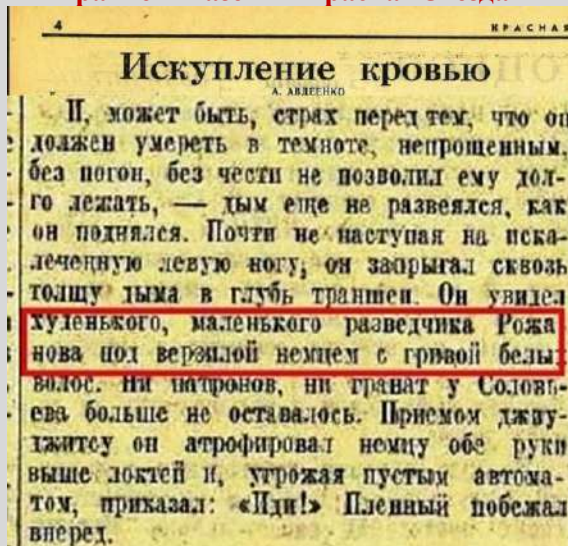 4
КРАСНАЯ
Искупление кровью
А. АВДЕЕНКО
И, может быть, страх перед тем, что он
должен умереть в темноте, непрощенным,
без погон, без чести не позволил ему дол-
го лежать, — дым еще не развеялся, как
он поднялся. Почти не наступая на иска-
леченную левую ногу, он запрыгал сквозь
толщу дыма в глубь траншеи. Он увидел
худенького, маленького разведчика Рожа
нова под верзилой немцем с гривой белых
волос. Ни патронов, ни гранат у Соловь-
ева больше не оставалось. Приемом джиу-
джитсу он атрофировал немцу обе руки
выше локтей и, угрожая пустым автома-
том, приказал: «Иди!» Пленный побежал
вперед.